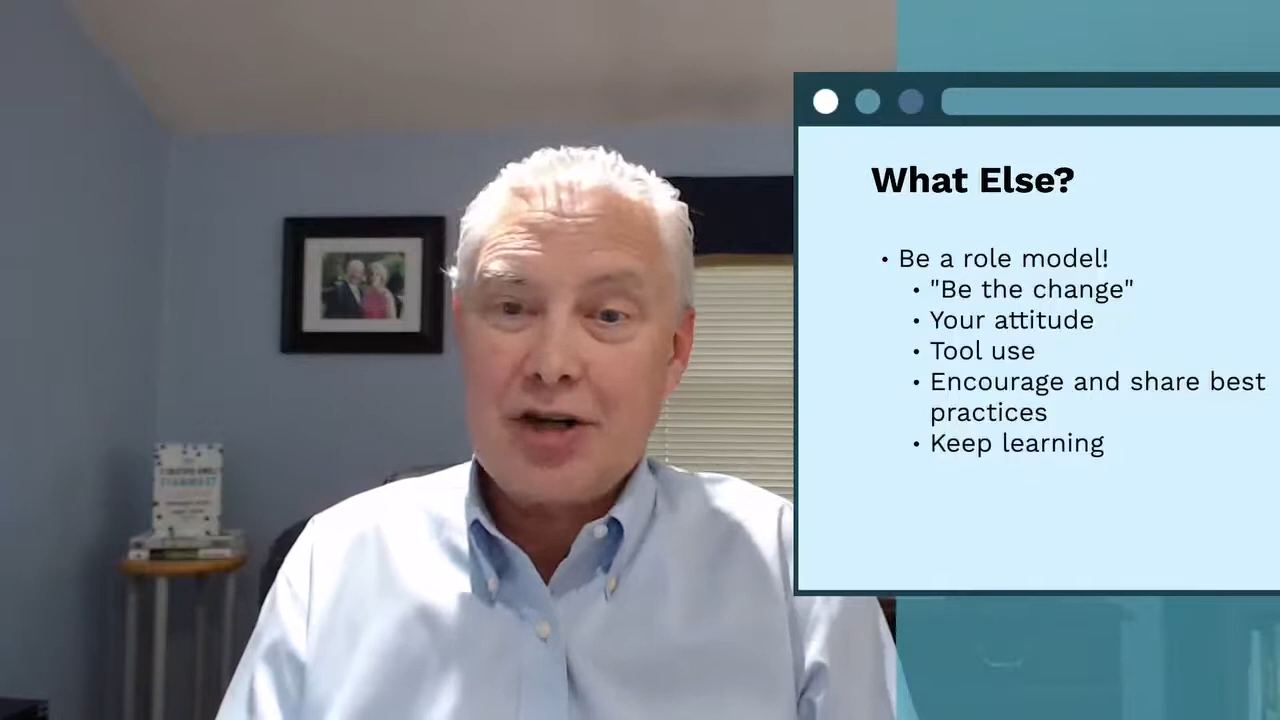 What Else?
• Be a role model!
• "Be the change"
• Your attitude
• Tool use
• Encourage and share best
practices
• Keep learning